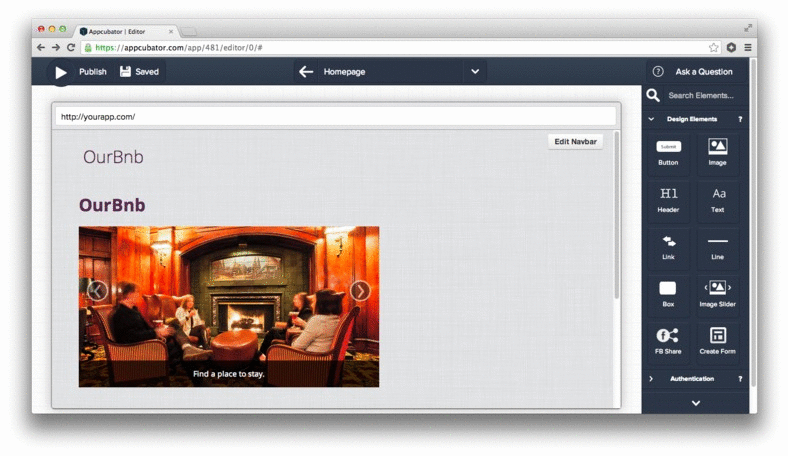 Appcubator | Editor
https://appcubator.com/app/481/editor/0/#
Publish
Saved
Homepage
Ask a Question
Search Elements...
http://yourapp.com/
Edit Navbar
OurBnb
OurBnb
Find a place to stay.
Design Elements ?
Submit
Button
Image
H1
Header
Aa
Text
Link
Line
Box
Image Slider
FB Share
Create Form
Authentication ?